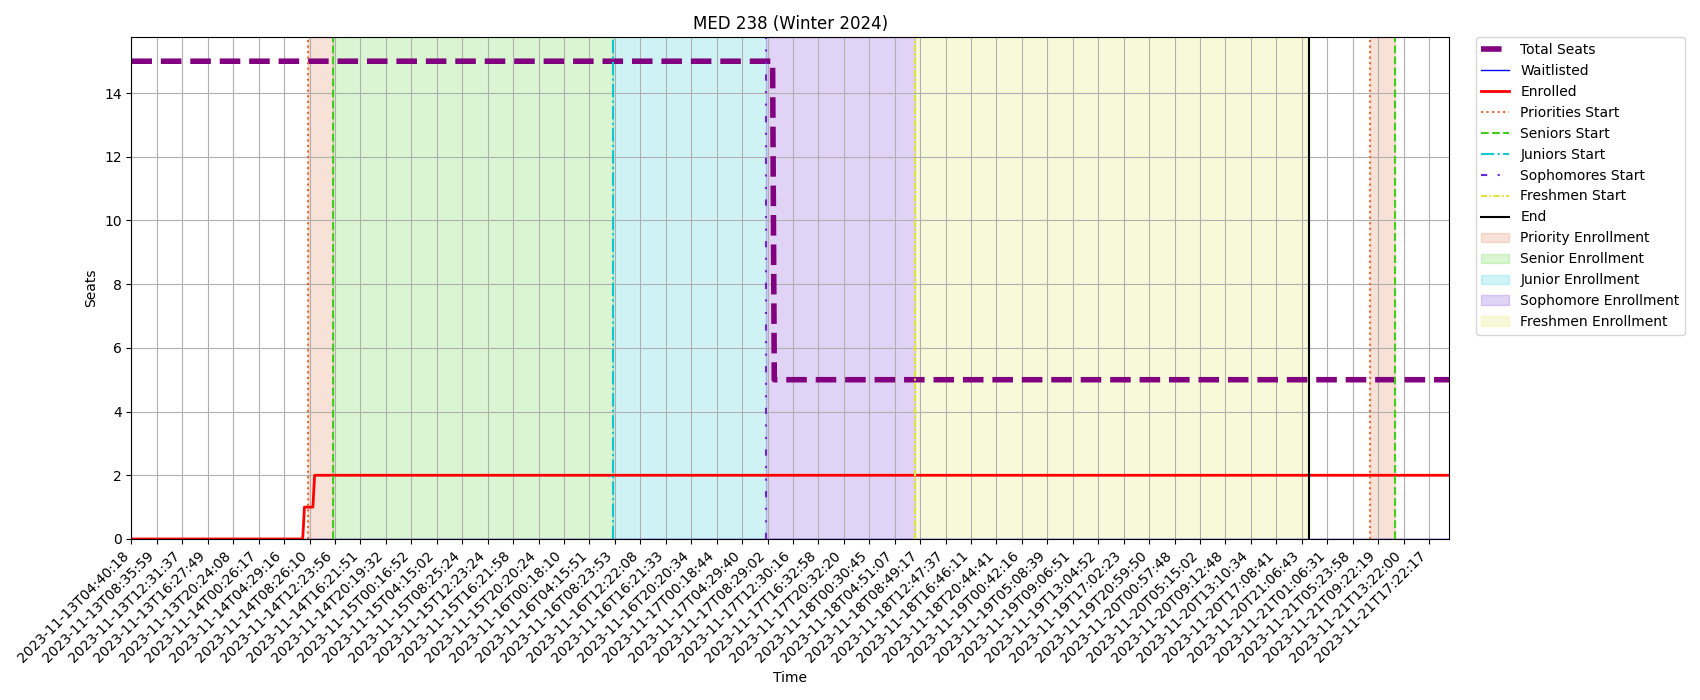 MED 238 (Winter 2024)
Seats
14
12
10
8
6
4
2
0
2023-11-13T04:40:18
2023-11-13T08:35:59
2023-11-13T12:31:37
2023-11-13T16:27:49
2023-11-13T20:24:08
2023-11-14T00:26:17
2023-11-14T04:29:16
2023-11-14T08:26:10
2023-11-14T12:23:56
2023-11-14T16:21:51
2023-11-14T20:19:32
2023-11-15T00:16:52
2023-11-15T04:15:02
2023-11-15T08:25:24
2023-11-15T12:23:24
2023-11-15T16:21:58
2023-11-15T20:20:24
2023-11-16T00:18:10
2023-11-16T04:15:51
2023-11-16T08:23:53
2023-11-16T12:22:08
2023-11-16T16:21:33
2023-11-16T20:20:34
2023-11-17T00:18:44
2023-11-17T04:29:40
2023-11-17T08:29:02
2023-11-17T12:30:16
2023-11-17T16:32:58
2023-11-17T20:32:20
2023-11-18T00:30:45
2023-11-18T04:51:07
2023-11-18T08:49:17
2023-11-18T12:47:37
2023-11-18T16:46:11
2023-11-18T20:44:41
2023-11-19T00:42:16
2023-11-19T05:08:39
2023-11-19T09:06:51
2023-11-19T13:04:52
2023-11-19T17:02:23
2023-11-19T20:59:50
2023-11-20T00:57:48
2023-11-20T05:15:02
2023-11-20T09:12:48
2023-11-20T13:10:34
2023-11-20T17:08:41
2023-11-20T21:06:43
2023-11-21T01:06:31
2023-11-21T05:23:58
2023-11-21T09:22:19
2023-11-21T13:22:00
2023-11-21T17:22:17
Time
Total Seats
Waitlisted
Enrolled
Priorities Start
Seniors Start
Juniors Start
Sophomores Start
Freshmen Start
End
Priority Enrollment
Senior Enrollment
Junior Enrollment
Sophomore Enrollment
Freshmen Enrollment